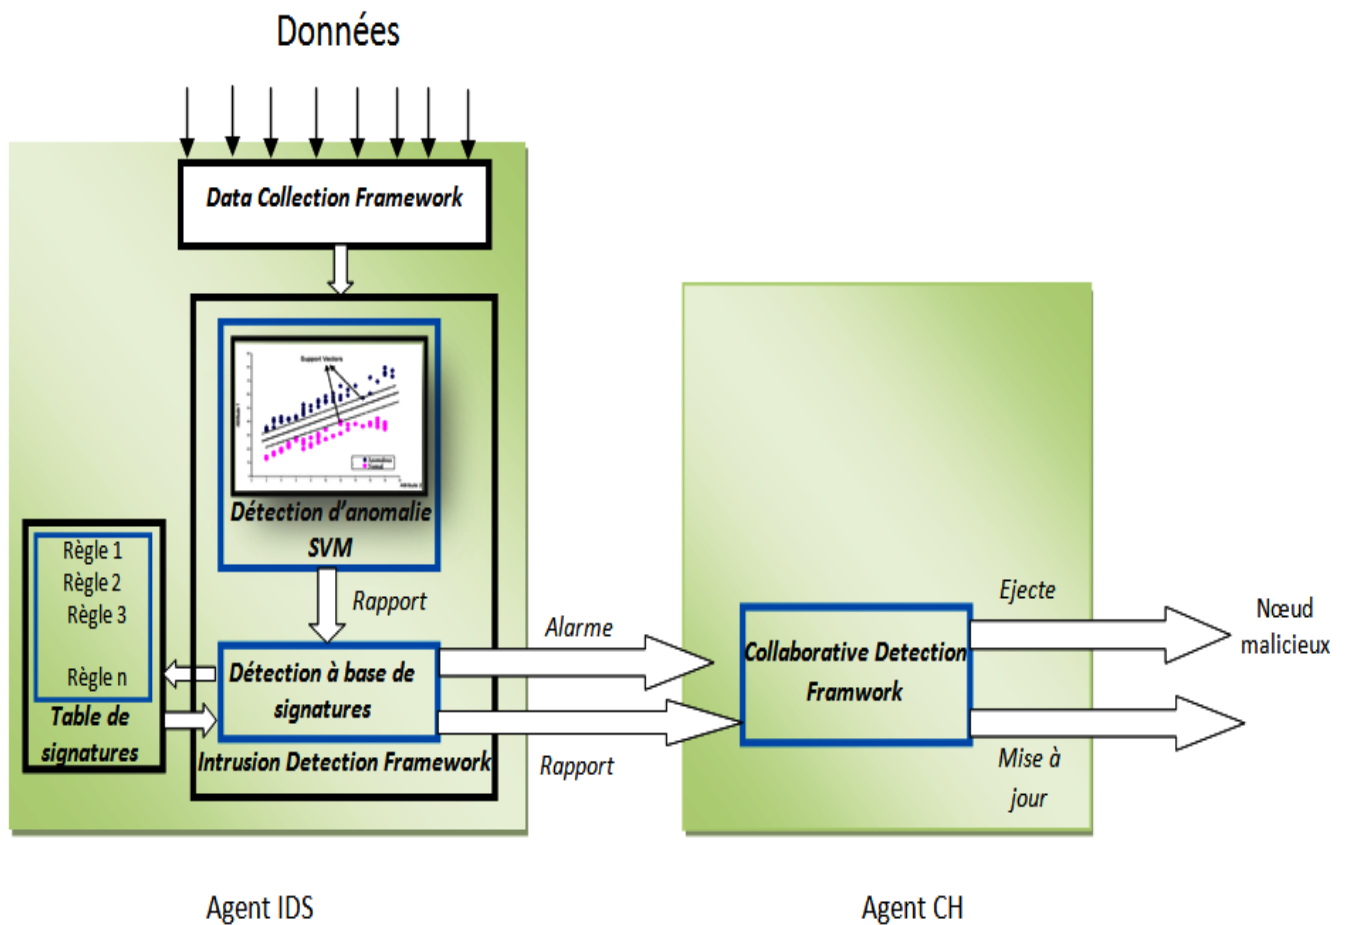 Données
Data Collection Framework
Support Vectors
Détection d'anomalie
SVM
Rapport
Règle 1
Règle 2
Règle 3
Règle n
Table de
signatures
Détection à base de
signatures
Intrusion Detection Framework
Alarme
Rapport
Collaborative Detection
Framwork
Ejecte
Mise à
jour
Nœud
malicieux
Agent IDS
Agent CH